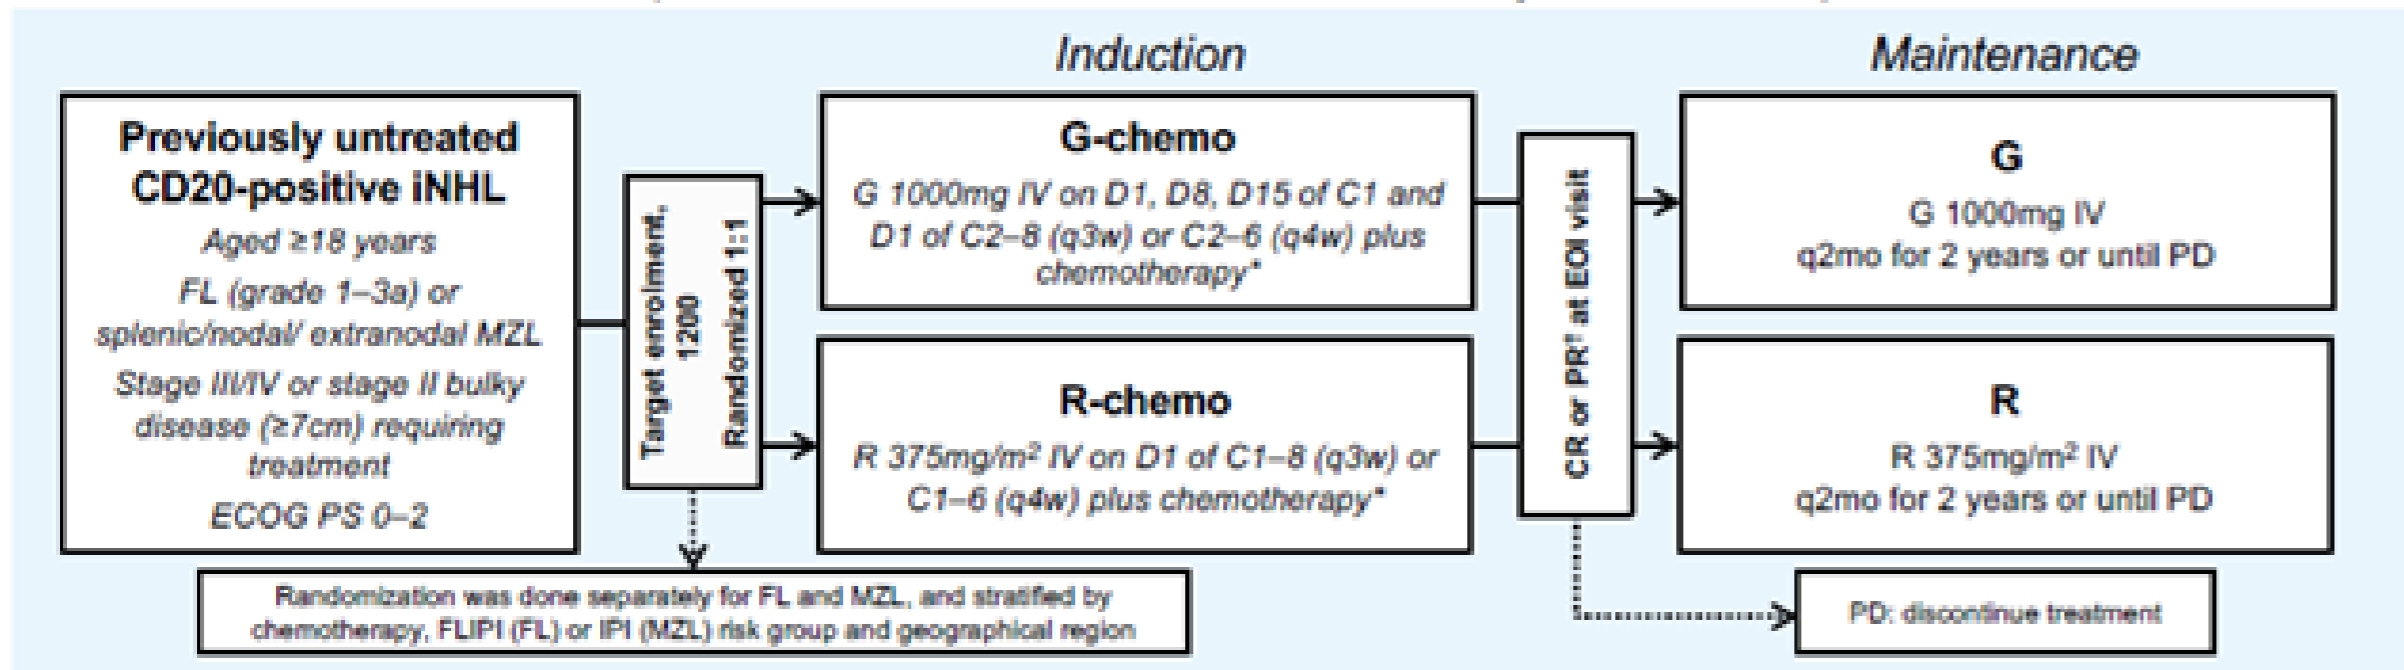 Induction
Maintenance
Previously untreated
CD20-positive iNHL
Aged ≥18 years
FL (grade 1–3a) or
splenic/nodal/ extranodal MZL
Stage III/IV or stage II bulky
disease (≥7cm) requiring
treatment
ECOG PS 0–2
Target enrolment,
1200
Randomized 1:1
G-chemo
G 1000mg IV on D1, D8, D15 of C1 and
D1 of C2–8 (q3w) or C2–6 (q4w) plus
chemotherapy*
R-chemo
R 375mg/m² IV on D1 of C1–8 (q3w) or
C1–6 (q4w) plus chemotherapy*
CR or PR† at EOI visit
G
G 1000mg IV
q2mo for 2 years or until PD
R
R 375mg/m² IV
q2mo for 2 years or until PD
Randomization was done separately for FL and MZL, and stratified by
chemotherapy, FLIPI (FL) or IPI (MZL) risk group and geographical region
PD: discontinue treatment